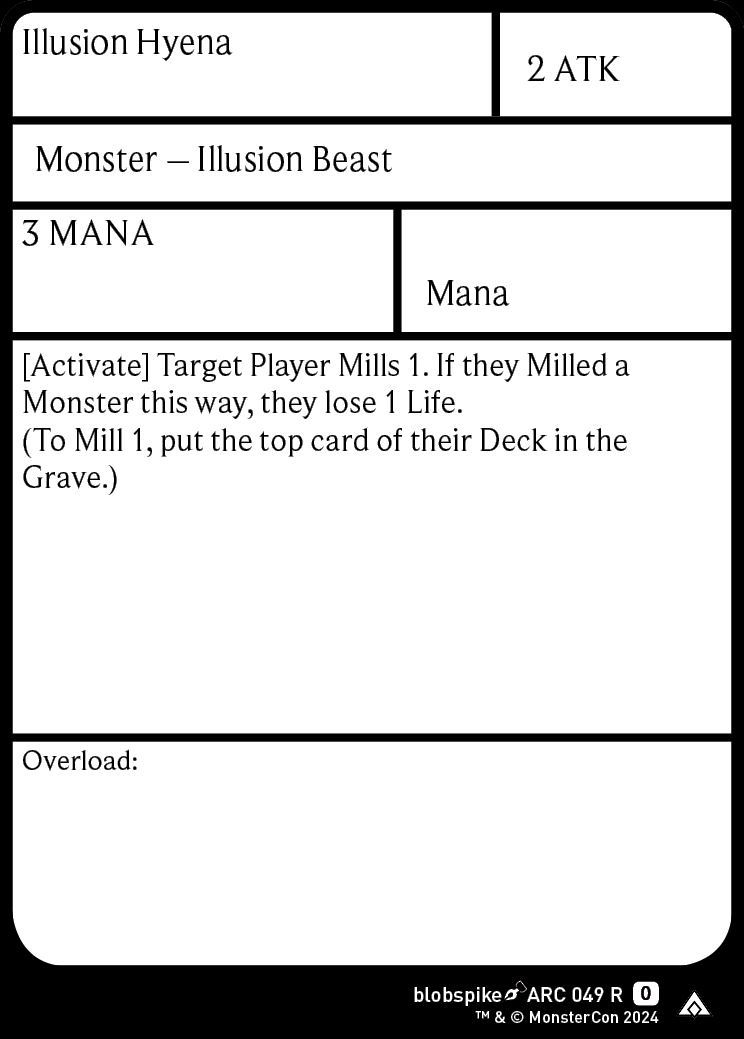 Illusion Hyena
2 ATK
Monster – Illusion Beast
3 MANA
Mana
[Activate] Target Player Mills 1. If they Milled a
Monster this way, they lose 1 Life.
(To Mill 1, put the top card of their Deck in the
Grave.)
Overload:
blobspike ARC 049 R 0
™ & © MonsterCon 2024